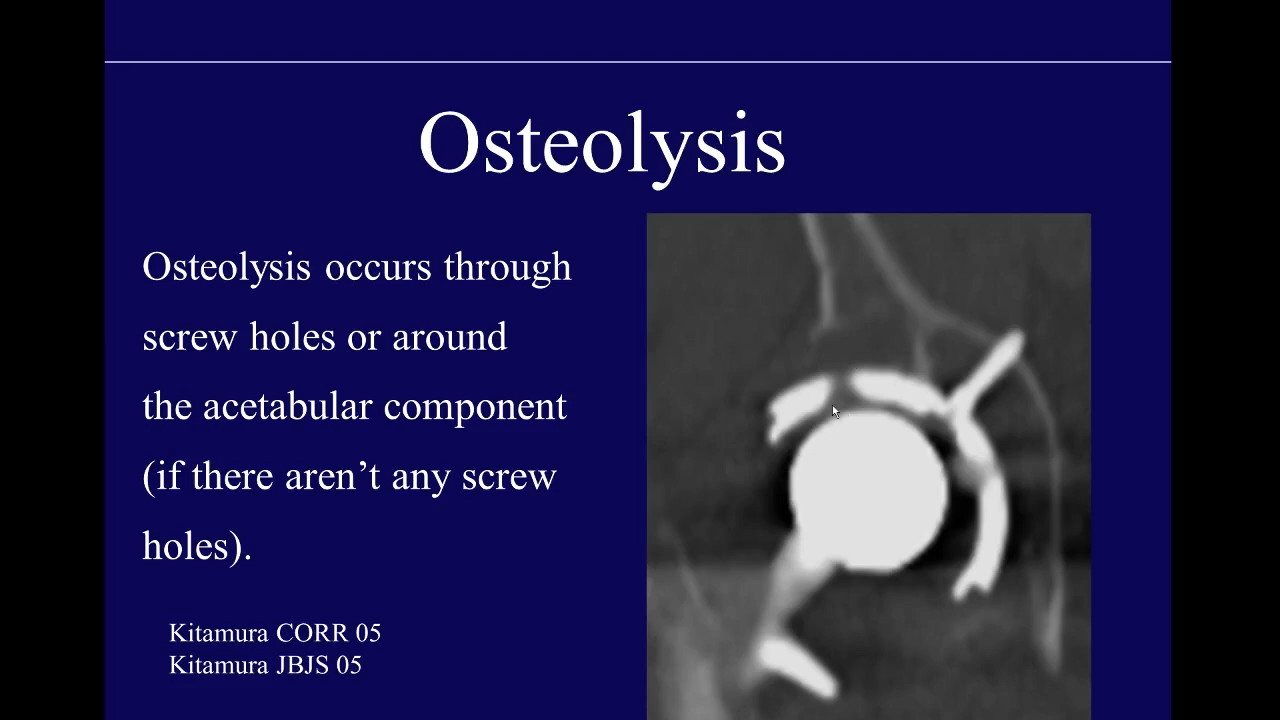 Osteolysis
Osteolysis occurs through
screw holes or around
the acetabular component
(if there aren’t any screw
holes).
Kitamura CORR 05
Kitamura JBJS 05